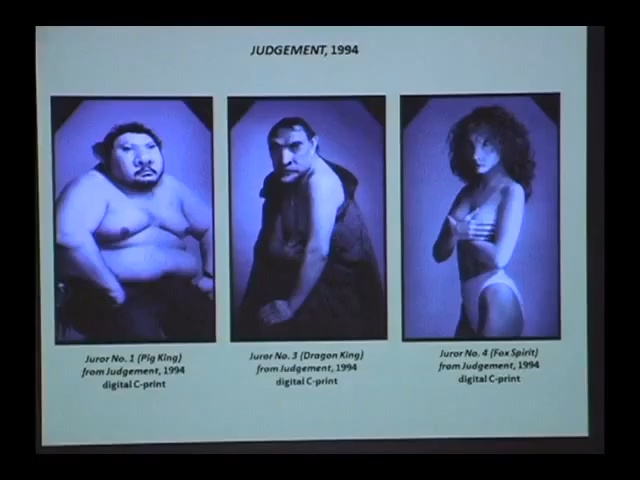 JUDGEMENT, 1994
Juror No. 1 (Pig King)
from Judgement, 1994
digital C-print
Juror No. 3 (Dragon King)
from Judgement, 1994
digital C-print
Juror No. 4 (Fox Spirit)
from Judgement, 1994
digital C-print